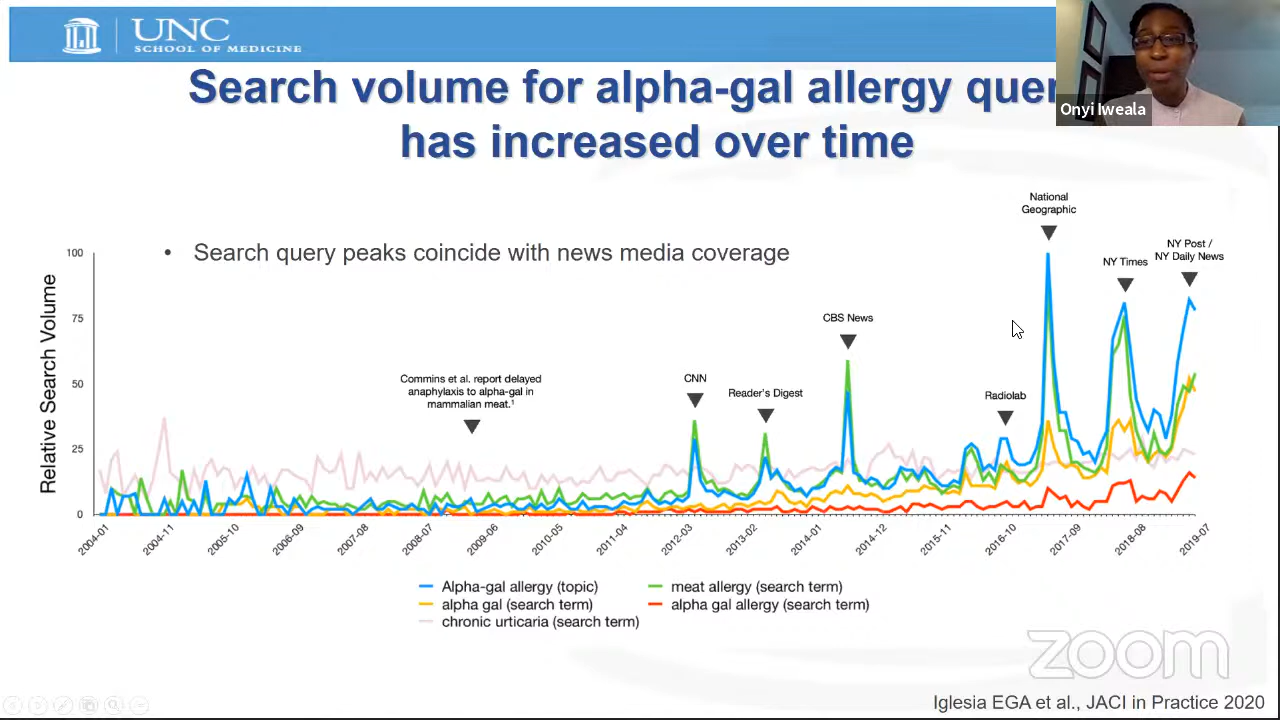 UNC
SCHOOL OF MEDICINE
Onyi Iweala
Search volume for alpha-gal allergy quer
has increased over time
• Search query peaks coincide with news media coverage
National
Geographic
NY Post /
NY Daily News
NY Times
CBS News
Commins et al. report delayed
anaphylaxis to alpha-gal in
mammalian meat.¹
CNN
Reader's Digest
Radiolab
Relative Search Volume
100
75
50
25
0
2004-01
2004-11
2005-10
2006-09
2007-08
2008-07
2009-06
2010-05
2011-04
2012-03
2013-02
2014-01
2014-12
2015-11
2016-10
2017-09
2018-08
2019-07
Alpha-gal allergy (topic)
meat allergy (search term)
alpha gal (search term)
alpha gal allergy (search term)
chronic urticaria (search term)
zoom
Iglesia EGA et al., JACI in Practice 2020